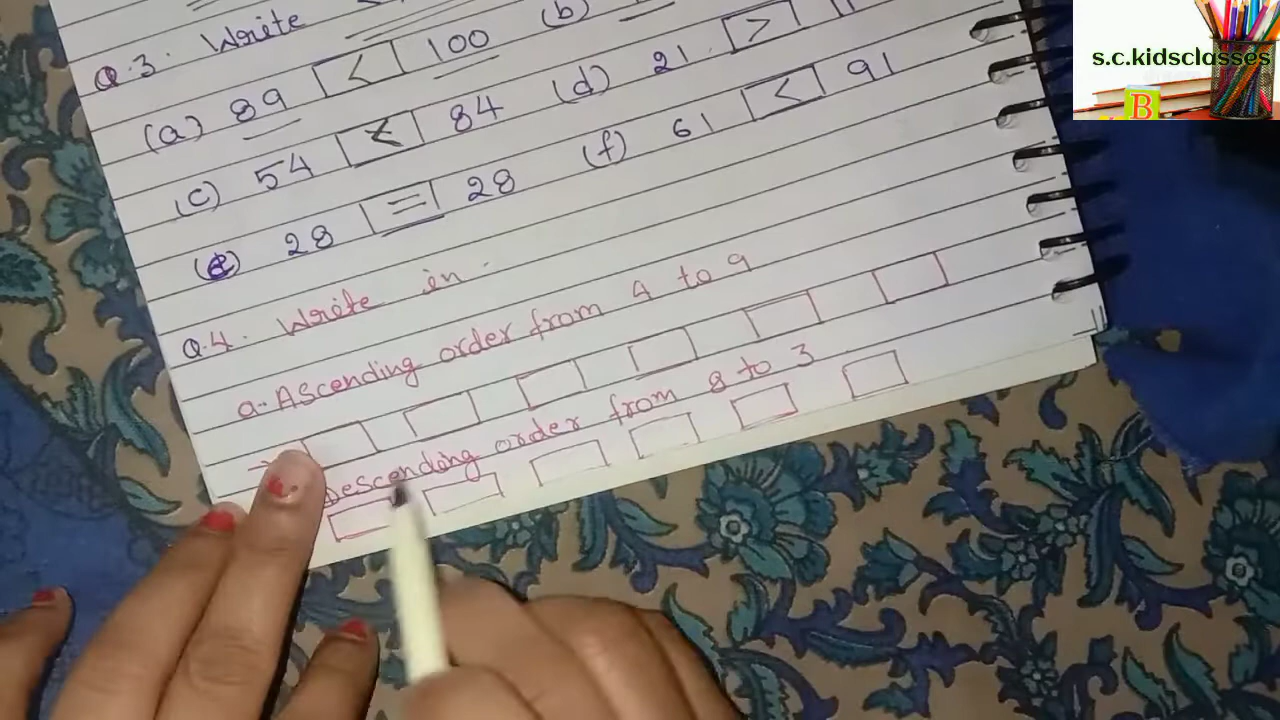 Q.3. Write
(a) 89 < 100 (b)
(c) 54 < 84 (d) 21 > 11
(e) 28 = 28 (f) 61 < 91
Q.4. Write in.
a. Ascending order from 4 to 9
Descending order from 8 to 3
s.c.kidsclasses
B